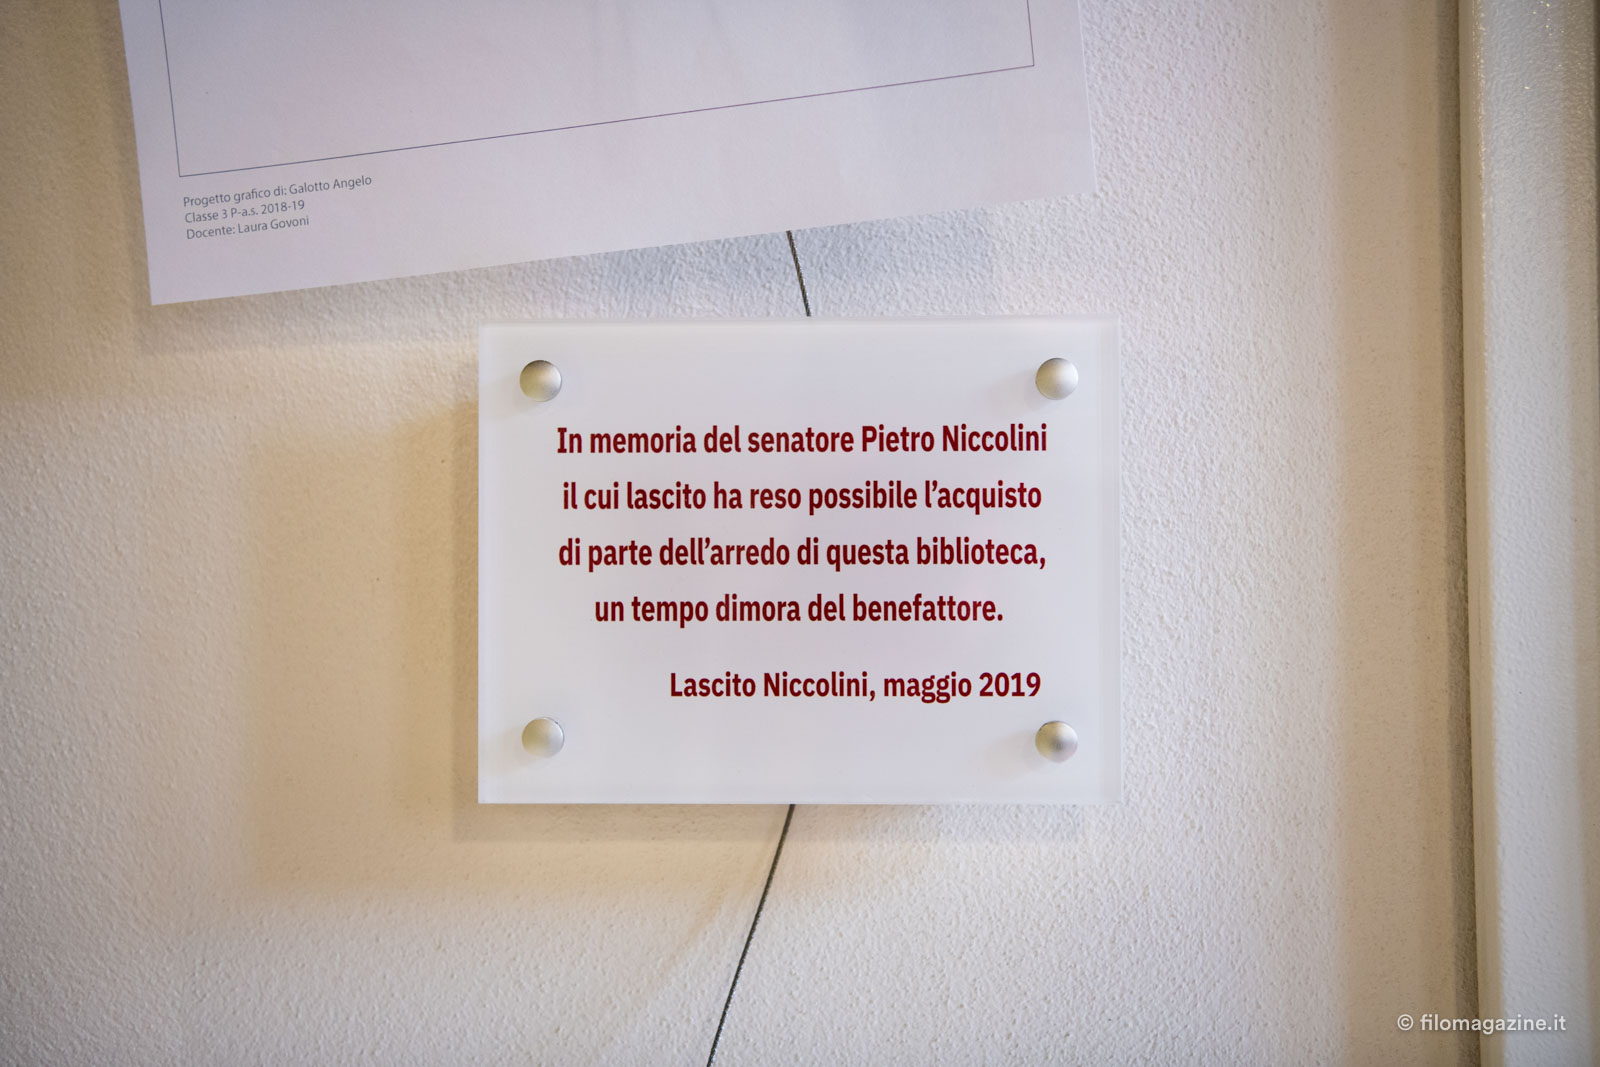 Progetto grafico di: Galotto Angelo
Classe 3 P-a.s. 2018-19
Docente: Laura Govoni
In memoria del senatore Pietro Niccolini
il cui lascito ha reso possibile l’acquisto
di parte dell’arredo di questa biblioteca,
un tempo dimora del benefattore.
Lascito Niccolini, maggio 2019
© filomagazine.it